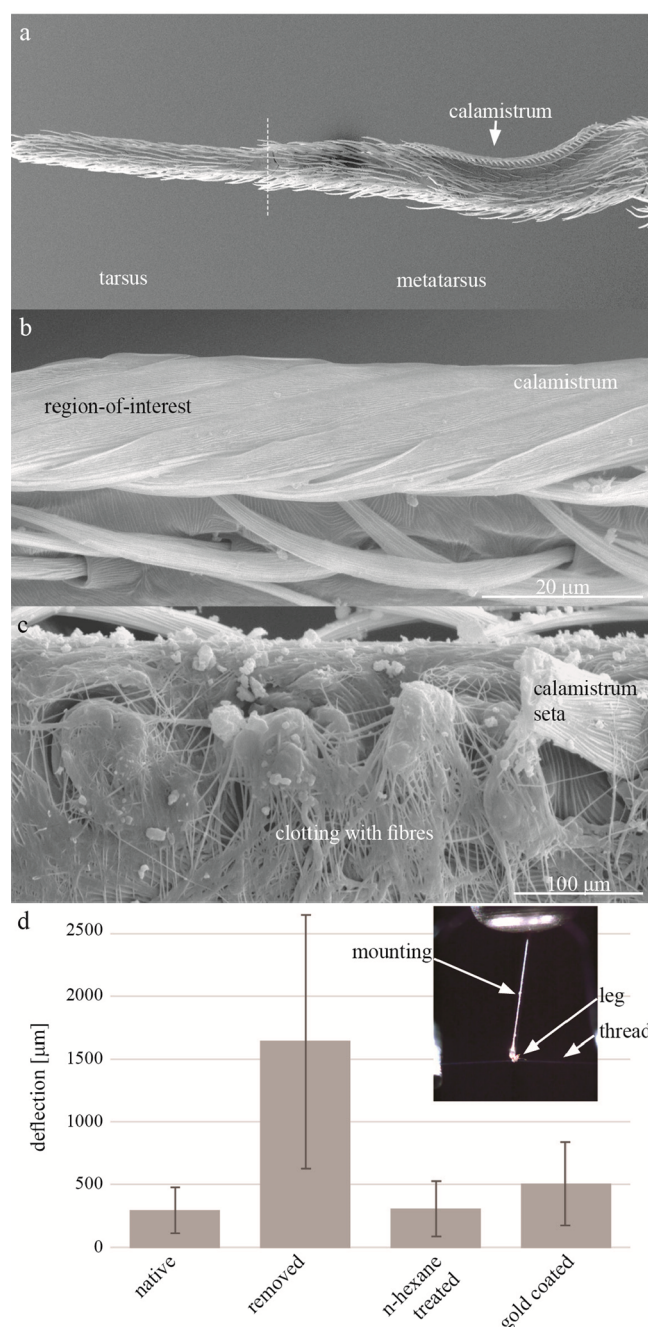 a
calamistrum
tarsus
metatarsus
b
calamistrum
region-of-interest
20 µm
c
calamistrum
seta
clotting with fibres
100 µm
d
2500
2000
1500
1000
500
0
deflection [µm]
mounting
leg
thread
native
removed
n-hexane
treated
gold coated